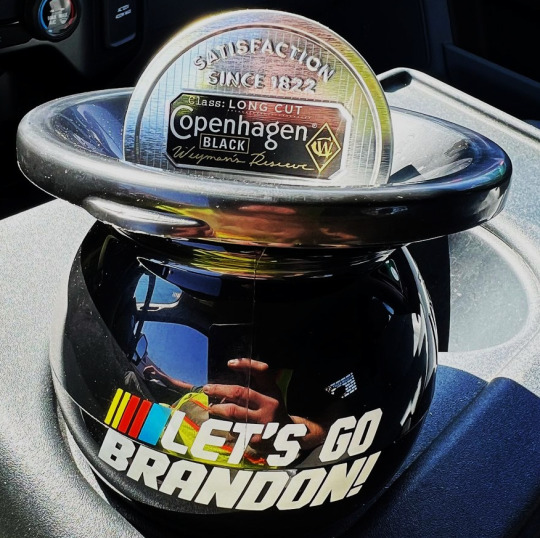 SATISFACTION
SINCE 1822
Class: LONG CUT
Copenhagen®
BLACK
W
Weyman's Reserve
LET'S GO
BRANDON!